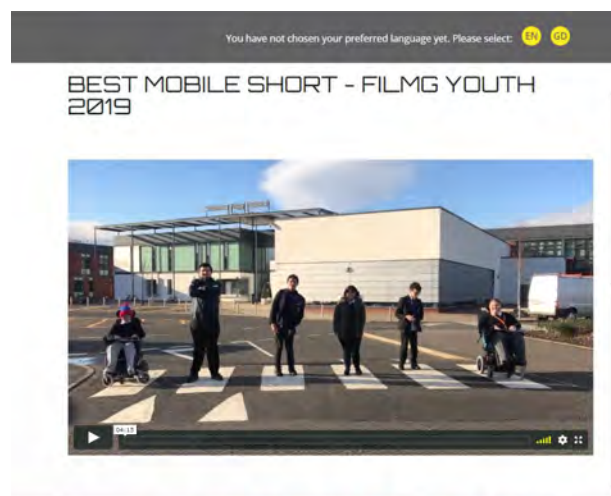 You have not chosen your preferred language yet. Please select: EN GD
BEST MOBILE SHORT - FILMG YOUTH
2019
04:13